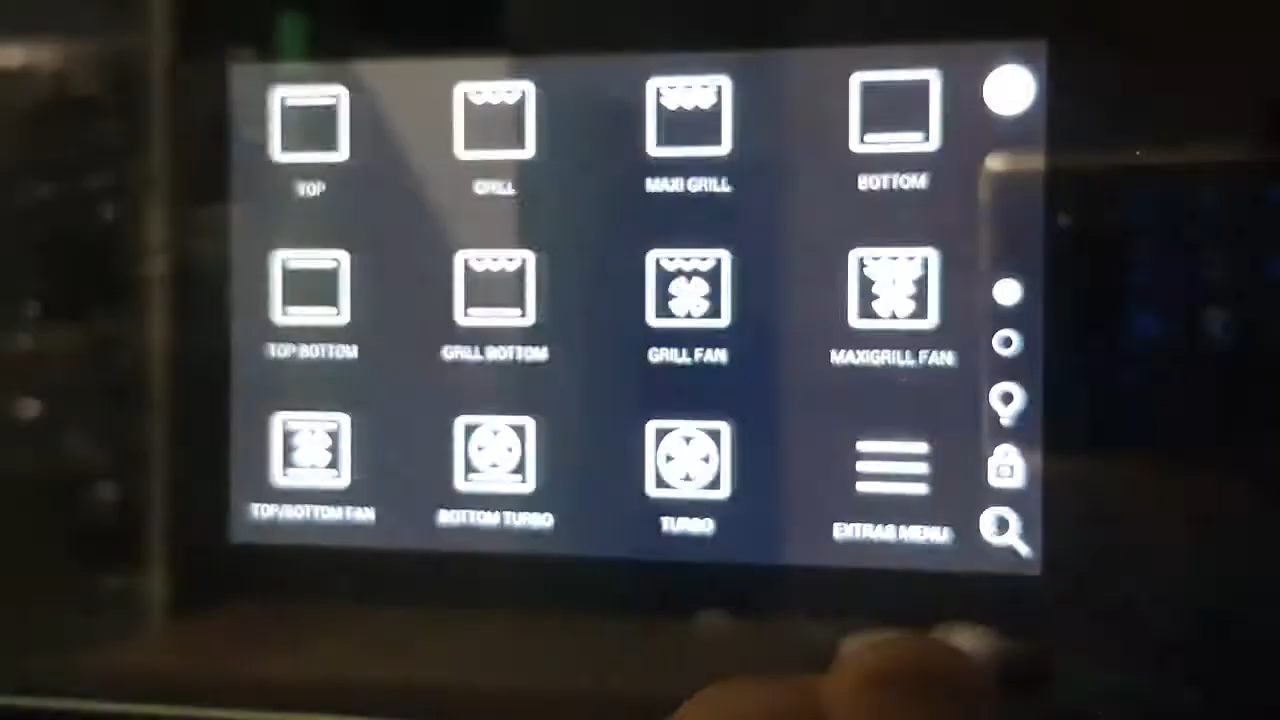 TOP
GRILL
MAXI GRILL
BOTTOM
TOP BOTTOM
GRILL BOTTOM
GRILL FAN
MAXIGRILL FAN
TOP/BOTTOM FAN
BOTTOM TURBO
TURBO
EXTRAS MENU